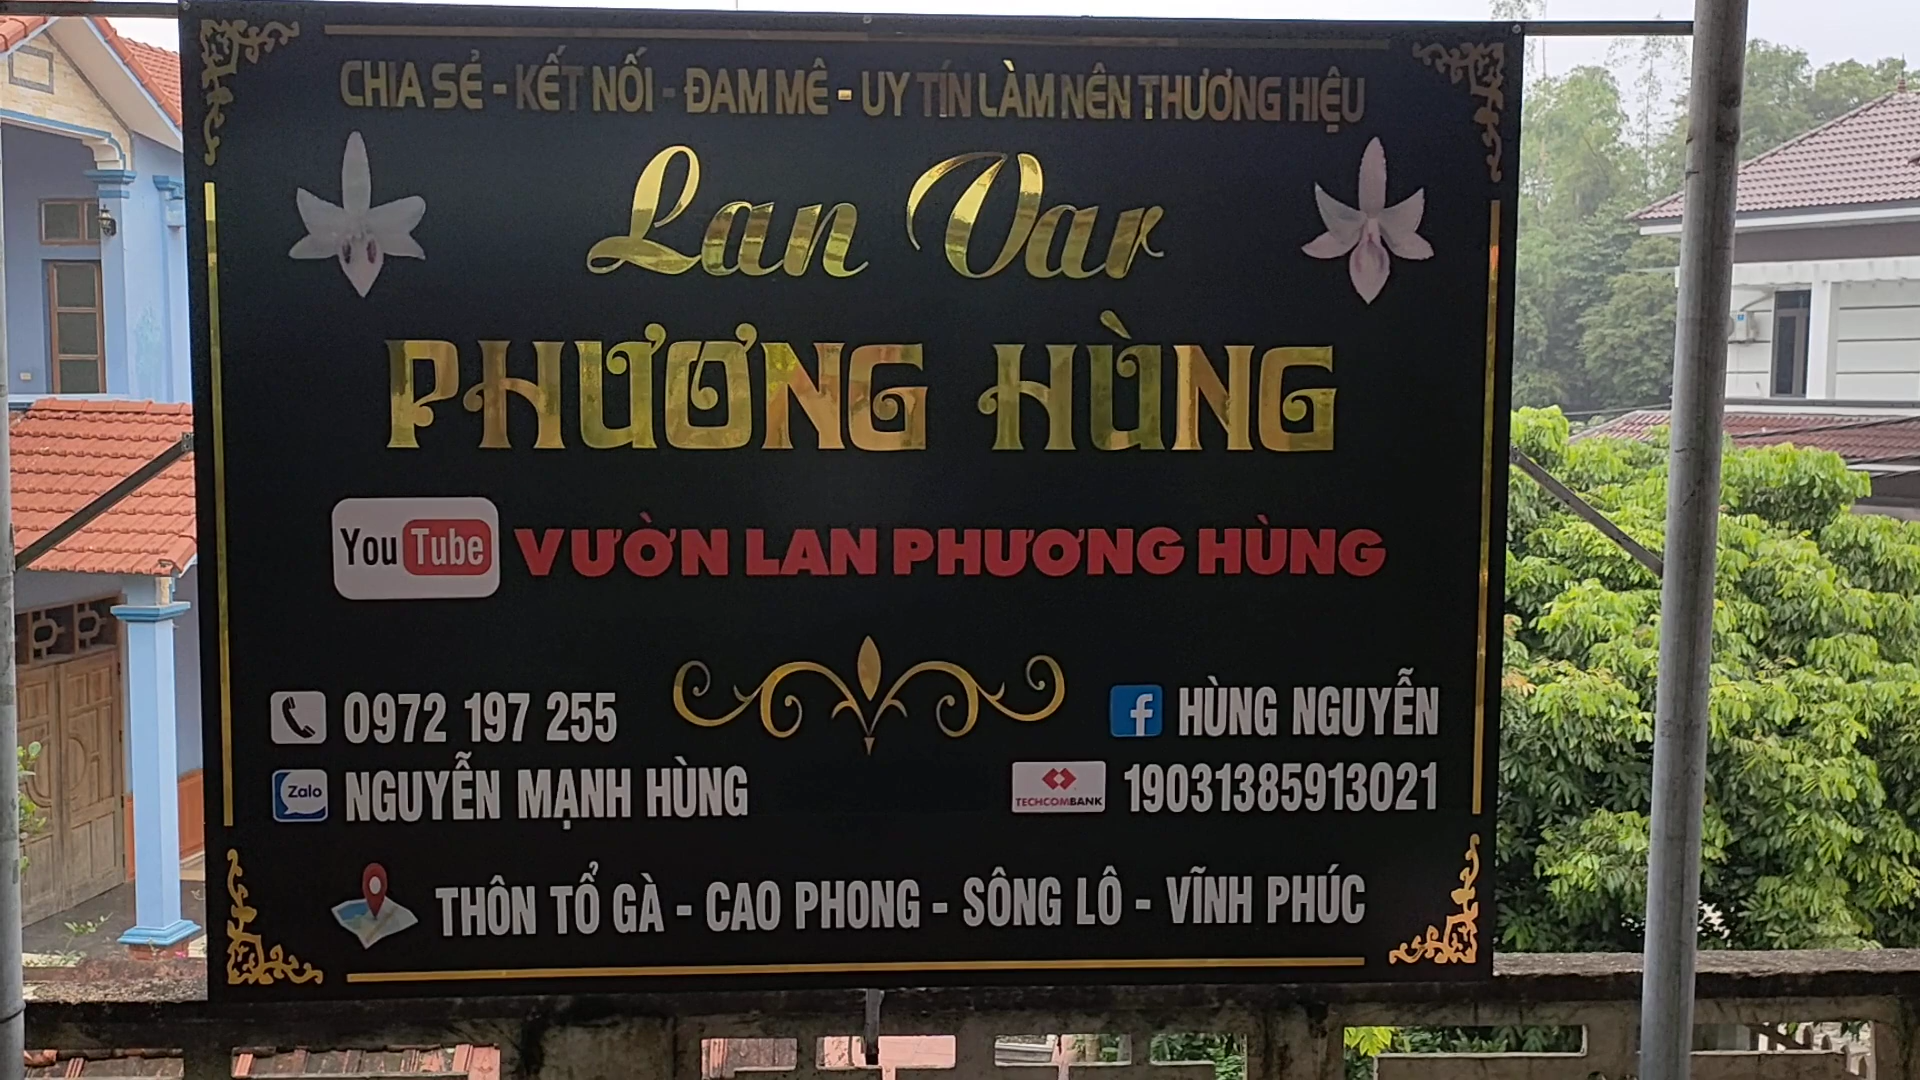 CHIA SẺ - KẾT NỐI - ĐAM MÊ - UY TÍN LÀM NÊN THƯƠNG HIỆU
Lan Var
PHƯƠNG HÙNG
YouTube VƯỜN LAN PHƯƠNG HÙNG
0972 197 255
f HÙNG NGUYỄN
Zalo NGUYỄN MẠNH HÙNG
TECHCOMBANK 19031385913021
THÔN TỔ GÀ - CAO PHONG - SÔNG LÔ - VĨNH PHÚC